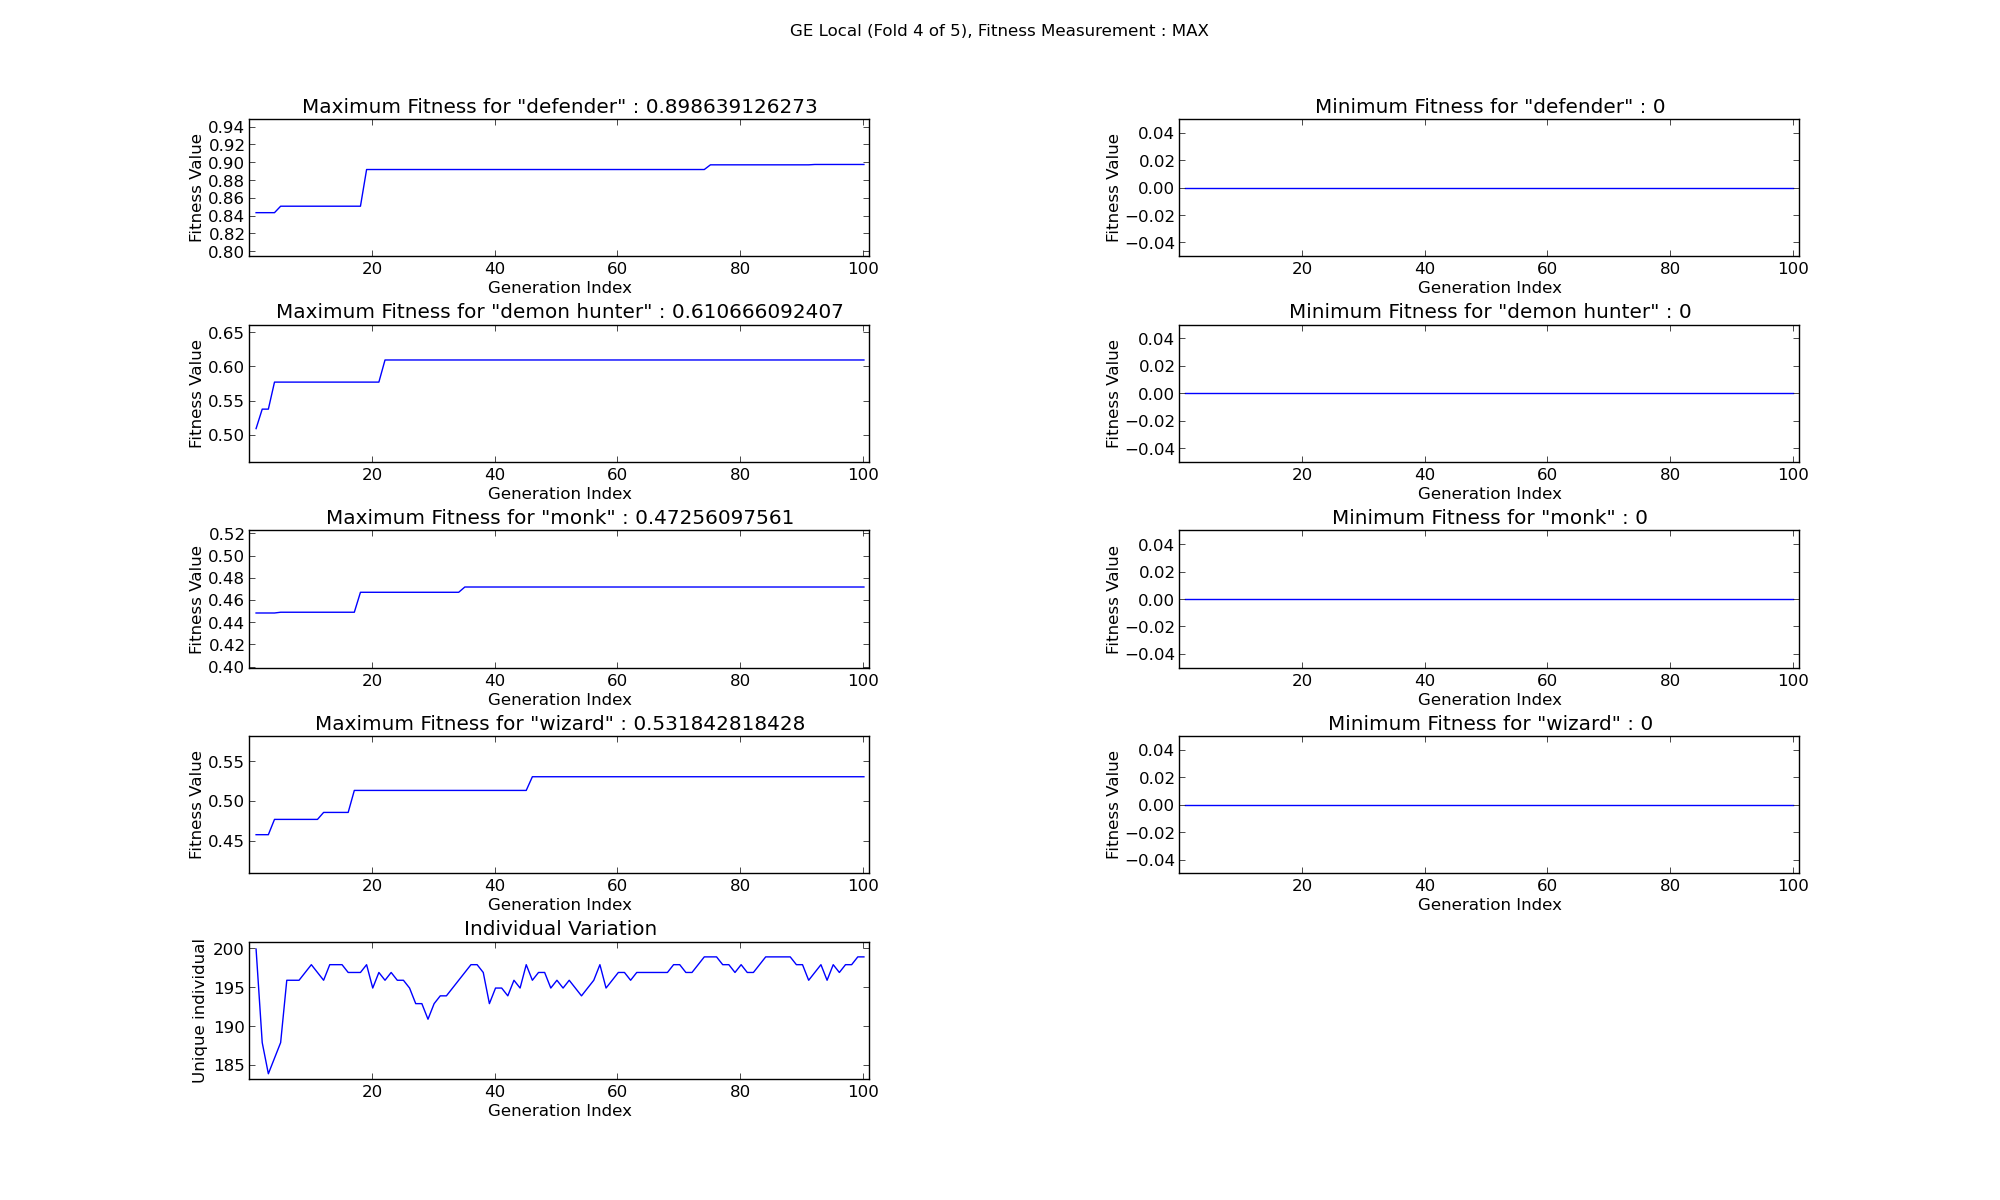 GE Local (Fold 4 of 5), Fitness Measurement : MAX
Maximum Fitness for "defender" : 0.898639126273
Fitness Value
0.94
0.92
0.90
0.88
0.86
0.84
0.82
0.80
20 40 60 80 100
Generation Index
Minimum Fitness for "defender" : 0
Fitness Value
0.04
0.02
0.00
−0.02
−0.04
20 40 60 80 100
Generation Index
Maximum Fitness for "demon hunter" : 0.610666092407
Fitness Value
0.65
0.60
0.55
0.50
20 40 60 80 100
Generation Index
Minimum Fitness for "demon hunter" : 0
Fitness Value
0.04
0.02
0.00
−0.02
−0.04
20 40 60 80 100
Generation Index
Maximum Fitness for "monk" : 0.47256097561
Fitness Value
0.52
0.50
0.48
0.46
0.44
0.42
0.40
20 40 60 80 100
Generation Index
Minimum Fitness for "monk" : 0
Fitness Value
0.04
0.02
0.00
−0.02
−0.04
20 40 60 80 100
Generation Index
Maximum Fitness for "wizard" : 0.531842818428
Fitness Value
0.55
0.50
0.45
20 40 60 80 100
Generation Index
Minimum Fitness for "wizard" : 0
Fitness Value
0.04
0.02
0.00
−0.02
−0.04
20 40 60 80 100
Generation Index
Individual Variation
Unique individual
200
195
190
185
20 40 60 80 100
Generation Index